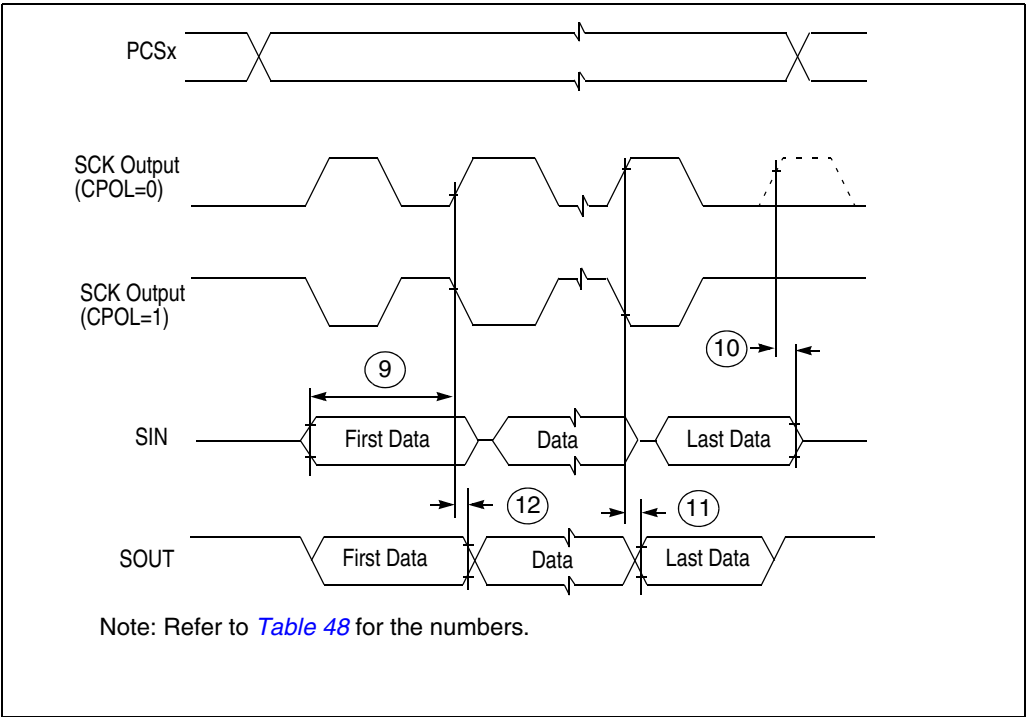 PCSx
SCK Output
(CPOL=0)
SCK Output
(CPOL=1)
10
9
SIN
First Data
Data
Last Data
12
11
SOUT
First Data
Data
Last Data
Note: Refer to Table 48 for the numbers.